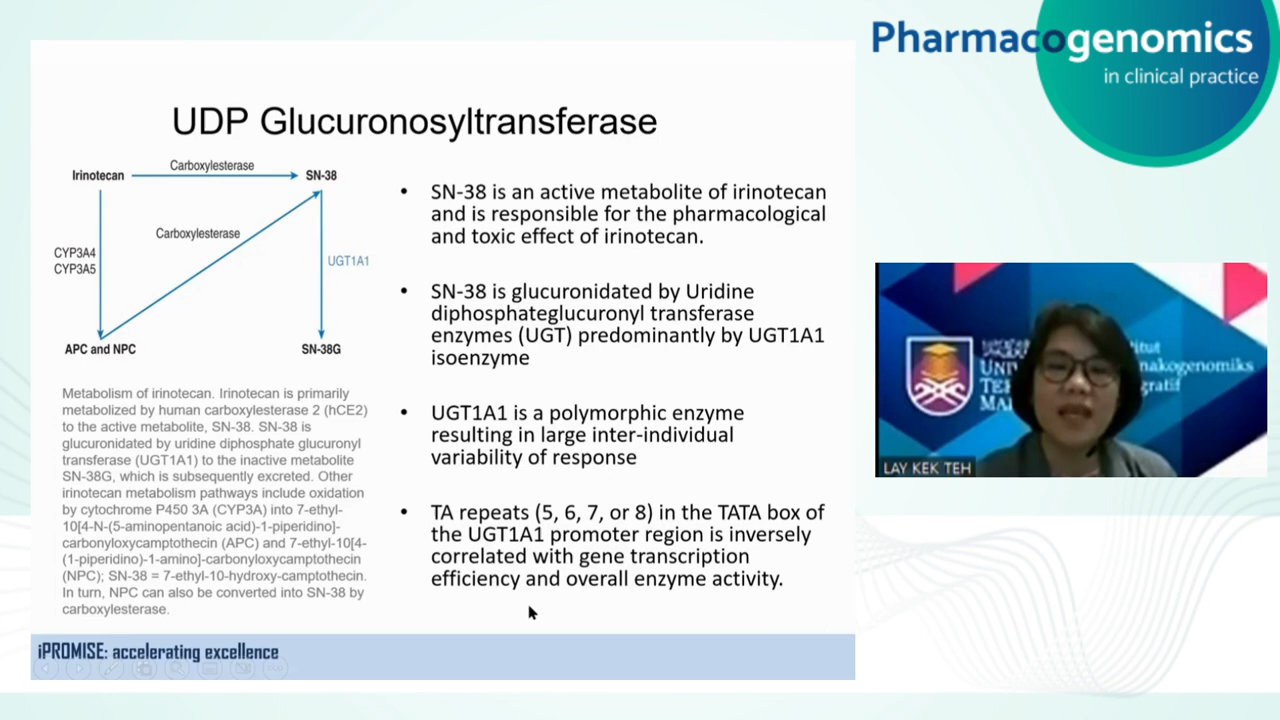 Pharmacogenomics
in clinical practice
UDP Glucuronosyltransferase
Irinotecan
Carboxylesterase
SN-38
Carboxylesterase
CYP3A4
CYP3A5
UGT1A1
APC and NPC
SN-38G
Metabolism of irinotecan. Irinotecan is primarily
metabolized by human carboxylesterase 2 (hCE2)
to the active metabolite, SN-38. SN-38 is
glucuronidated by uridine diphosphate glucuronyl
transferase (UGT1A1) to the inactive metabolite
SN-38G, which is subsequently excreted. Other
irinotecan metabolism pathways include oxidation
by cytochrome P450 3A (CYP3A) into 7-ethyl-
10[4-N-(5-aminopentanoic acid)-1-piperidino]-
carbonyloxycamptothecin (APC) and 7-ethyl-10[4-
(1-piperidino)-1-amino]-carbonyloxycamptothecin
(NPC); SN-38 = 7-ethyl-10-hydroxy-camptothecin.
In turn, NPC can also be converted into SN-38 by
carboxylesterase.
• SN-38 is an active metabolite of irinotecan
and is responsible for the pharmacological
and toxic effect of irinotecan.
• SN-38 is glucuronidated by Uridine
diphosphateglucuronyl transferase
enzymes (UGT) predominantly by UGT1A1
isoenzyme
• UGT1A1 is a polymorphic enzyme
resulting in large inter-individual
variability of response
• TA repeats (5, 6, 7, or 8) in the TATA box of
the UGT1A1 promoter region is inversely
correlated with gene transcription
efficiency and overall enzyme activity.
iPROMISE: accelerating excellence
UNI
TE
MA
itut
nakogenomiks
gratif
LAY KEK TEH